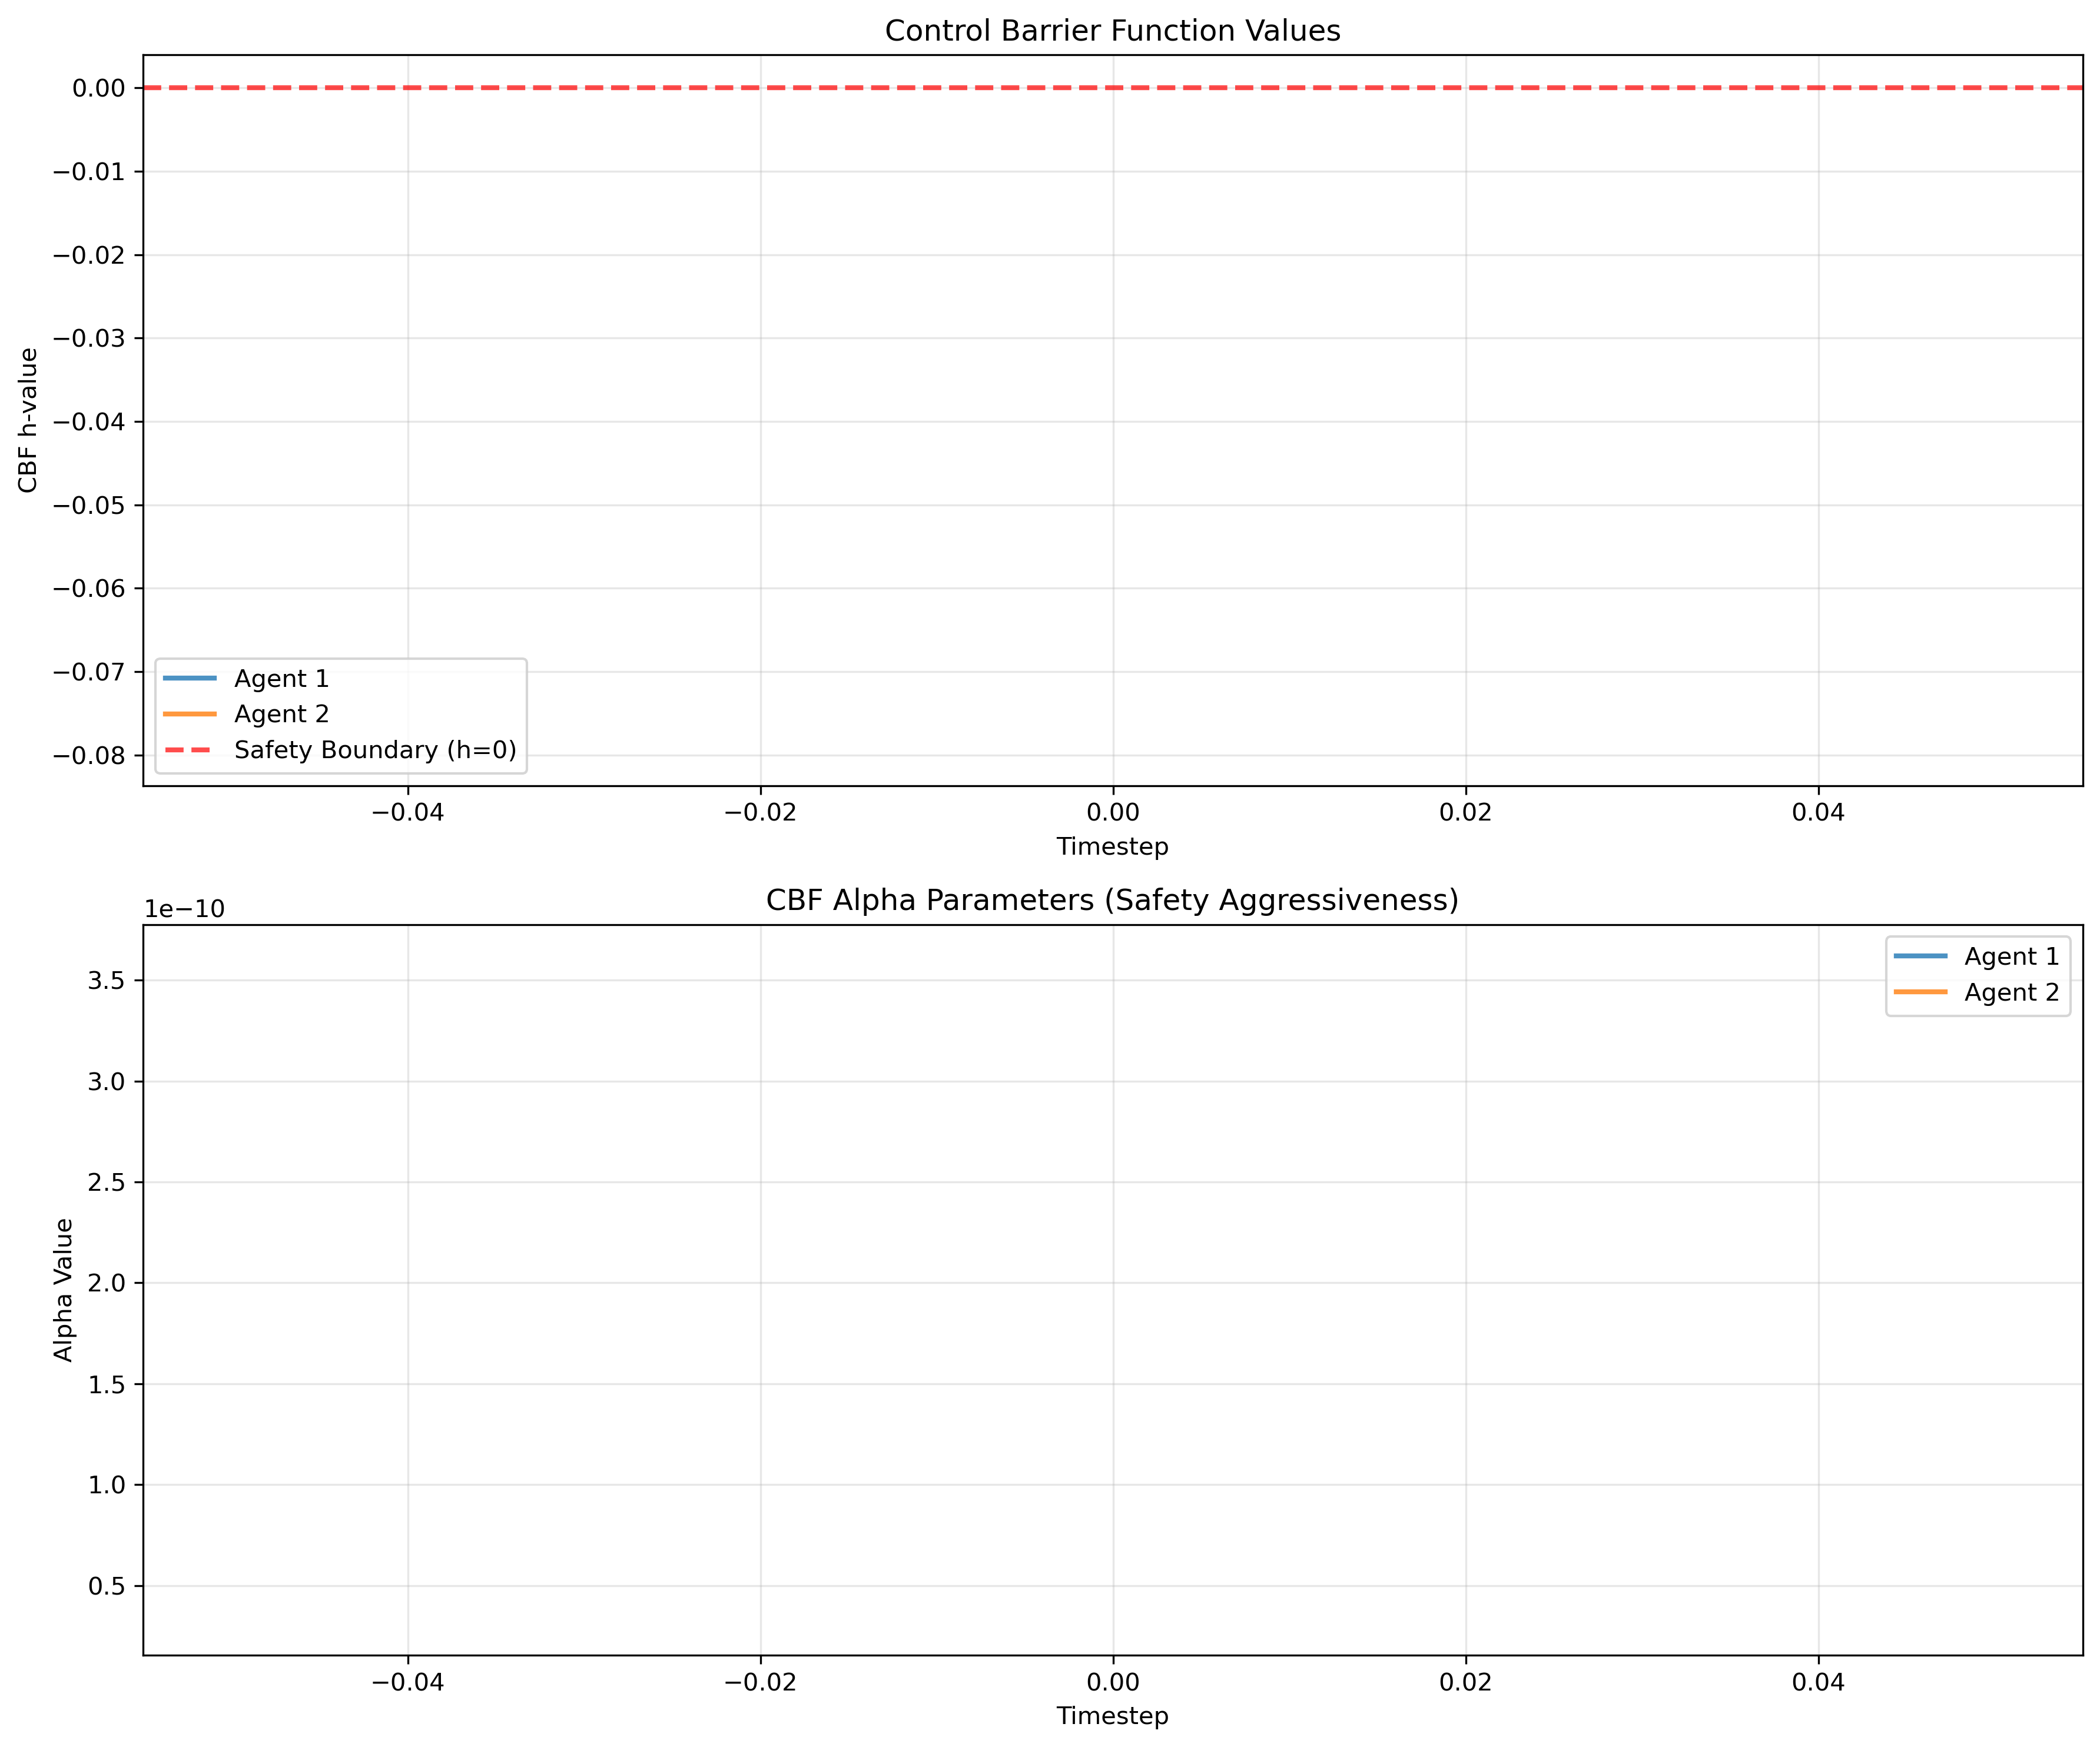 Control Barrier Function Values
0.00
−0.01
−0.02
−0.03
−0.04
−0.05
−0.06
−0.07
−0.08
CBF h-value
Agent 1
Agent 2
Safety Boundary (h=0)
−0.04
−0.02
0.00
0.02
0.04
Timestep
CBF Alpha Parameters (Safety Aggressiveness)
1e−10
3.5
3.0
2.5
2.0
1.5
1.0
0.5
Alpha Value
Agent 1
Agent 2
−0.04
−0.02
0.00
0.02
0.04
Timestep